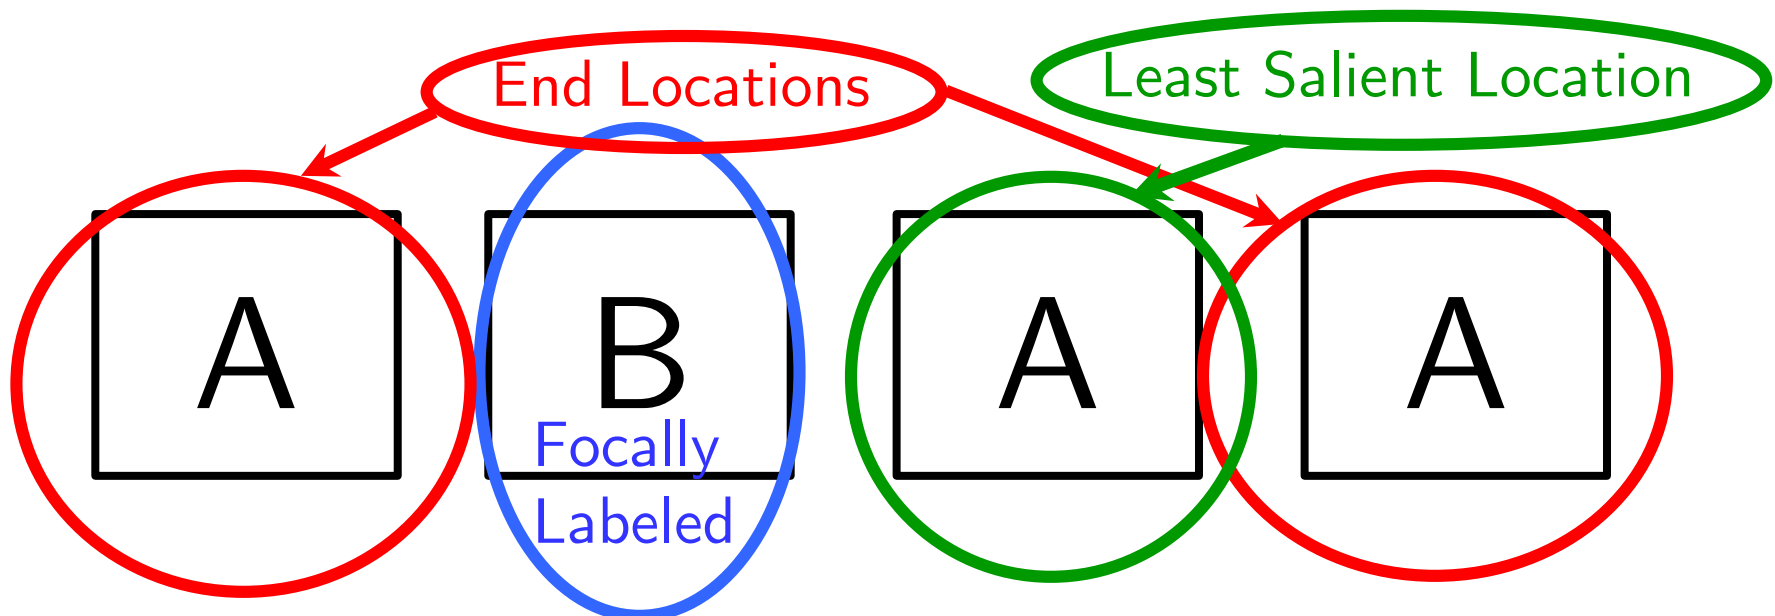 End Locations
Least Salient Location
A
B
A
A
Focally
Labeled